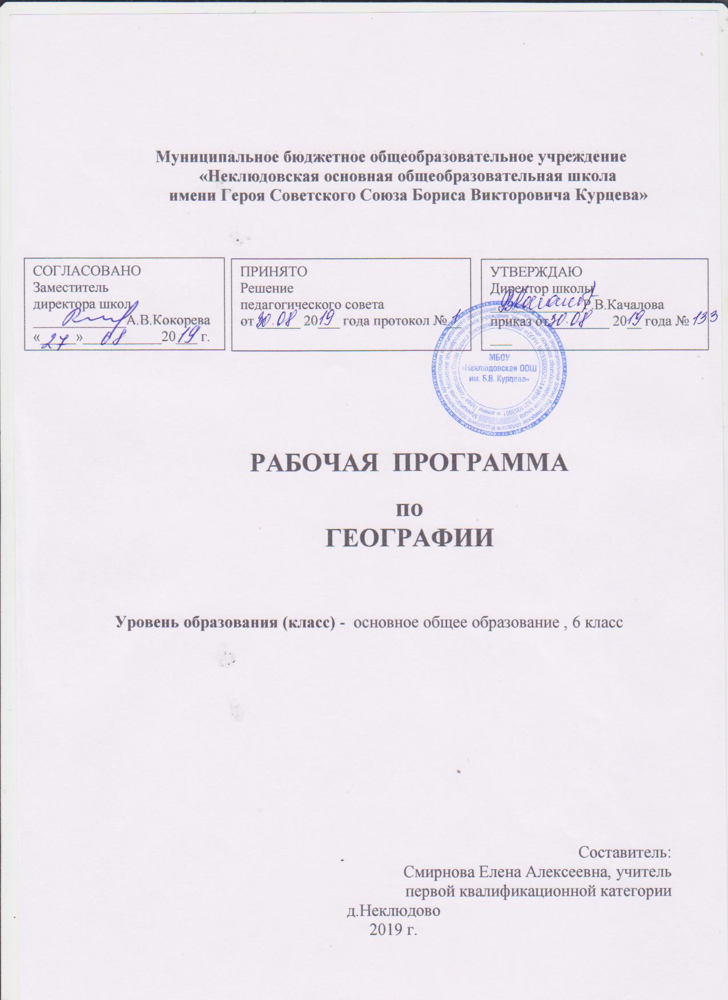 Муниципальное бюджетное общеобразовательное учреждение
«Неклюдовская основная общеобразовательная школа
имени Героя Советского Союза Бориса Викторовича Курцева»
СОГЛАСОВАНО
Заместитель
директора школ
А.В.Кокорева
«27» 08 2019 г.
ПРИНЯТО
Решение
педагогического совета
от 30.08 2019 года протокол № 1
УТВЕРЖДАЮ
Директор школы
Р.В.Качалова
приказ от 30.08 2019 года № 133
МБОУ
«Неклюдовская ООШ
им. Б.В. Курцева»
РАБОЧАЯ ПРОГРАММА
по
ГЕОГРАФИИ
Уровень образования (класс) - основное общее образование , 6 класс
Составитель:
Смирнова Елена Алексеевна, учитель
первой квалификационной категории
д.Неклюдово
2019 г.